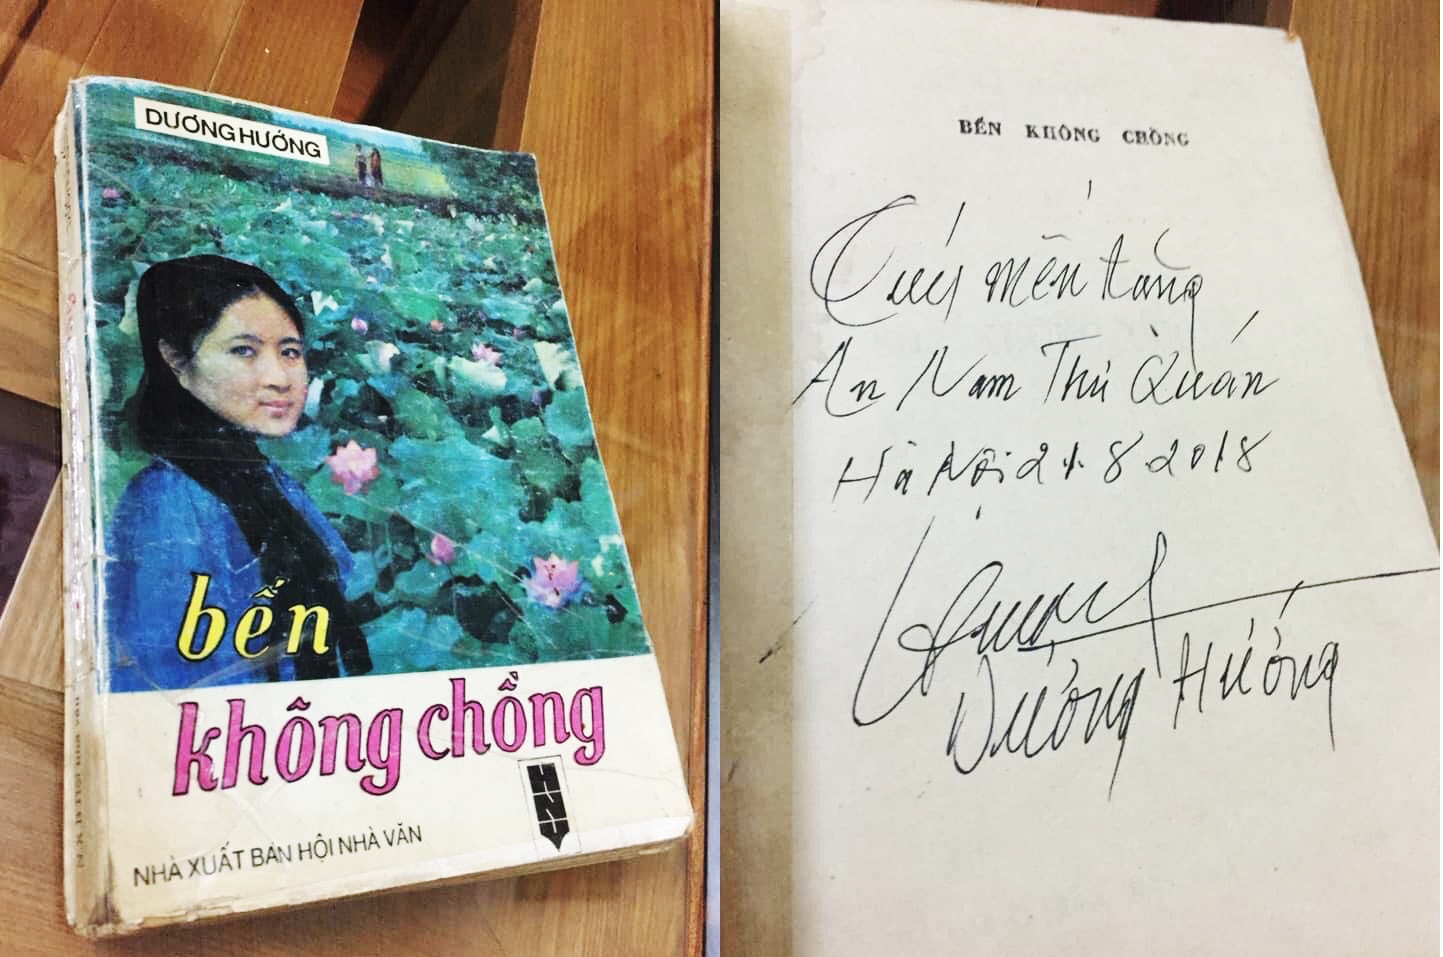 DƯƠNG HƯỚNG
bến
không chồng
HNV
NHÀ XUẤT BẢN HỘI NHÀ VĂN
BẾN KHÔNG CHỒNG
Quý mến tặng
An Nam Thư Quán
Hà Nội 21.8.2018
Dương Hướng